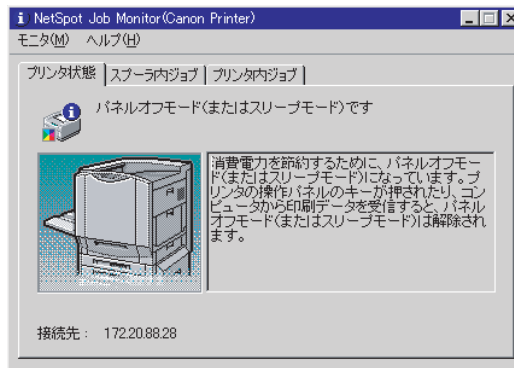 NetSpot Job Monitor(Canon Printer)
モニタ(M) ヘルプ(H)
プリンタ状態 スプーラ内ジョブ プリンタ内ジョブ
パネルオフモード(またはスリープモード)です
消費電力を節約するために、パネルオフモー
ド(またはスリープモード)になっています。プ
リンタの操作パネルのキーが押されたり、コン
ピュータから印刷データを受信すると、パネル
オフモード(またはスリープモード)は解除され
ます。
接続先： 172.20.88.28